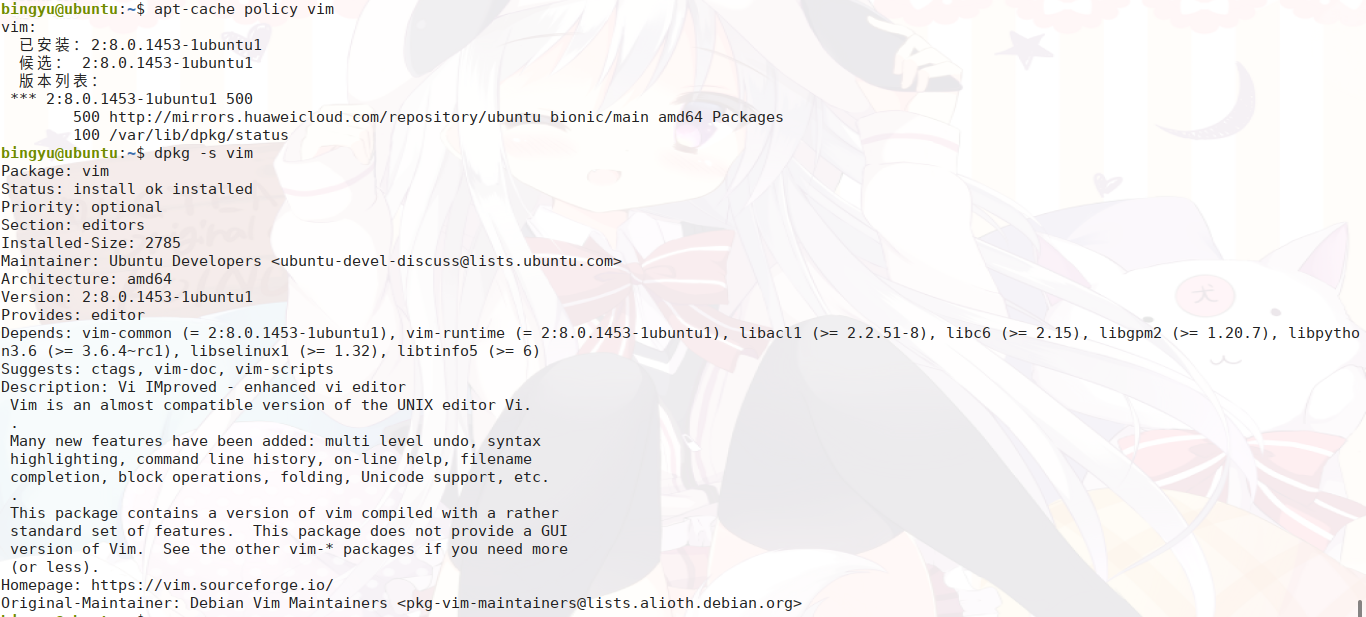 bingyu@ubuntu:~$ apt-cache policy vim
vim:
  已安装: 2:8.0.1453-1ubuntu1
  候选:  2:8.0.1453-1ubuntu1
  版本列表:
 *** 2:8.0.1453-1ubuntu1 500
        500 http://mirrors.huaweicloud.com/repository/ubuntu bionic/main amd64 Packages
        100 /var/lib/dpkg/status
bingyu@ubuntu:~$ dpkg -s vim
Package: vim
Status: install ok installed
Priority: optional
Section: editors
Installed-Size: 2785
Maintainer: Ubuntu Developers <ubuntu-devel-discuss@lists.ubuntu.com>
Architecture: amd64
Version: 2:8.0.1453-1ubuntu1
Provides: editor
Depends: vim-common (= 2:8.0.1453-1ubuntu1), vim-runtime (= 2:8.0.1453-1ubuntu1), libacl1 (>= 2.2.51-8), libc6 (>= 2.15), libgpm2 (>= 1.20.7), libpytho
n3.6 (>= 3.6.4~rc1), libselinux1 (>= 1.32), libtinfo5 (>= 6)
Suggests: ctags, vim-doc, vim-scripts
Description: Vi IMproved - enhanced vi editor
 Vim is an almost compatible version of the UNIX editor Vi.
 .
 Many new features have been added: multi level undo, syntax
 highlighting, command line history, on-line help, filename
 completion, block operations, folding, Unicode support, etc.
 .
 This package contains a version of vim compiled with a rather
 standard set of features.  This package does not provide a GUI
 version of Vim.  See the other vim-* packages if you need more
 (or less).
Homepage: https://vim.sourceforge.io/
Original-Maintainer: Debian Vim Maintainers <pkg-vim-maintainers@lists.alioth.debian.org>
犬